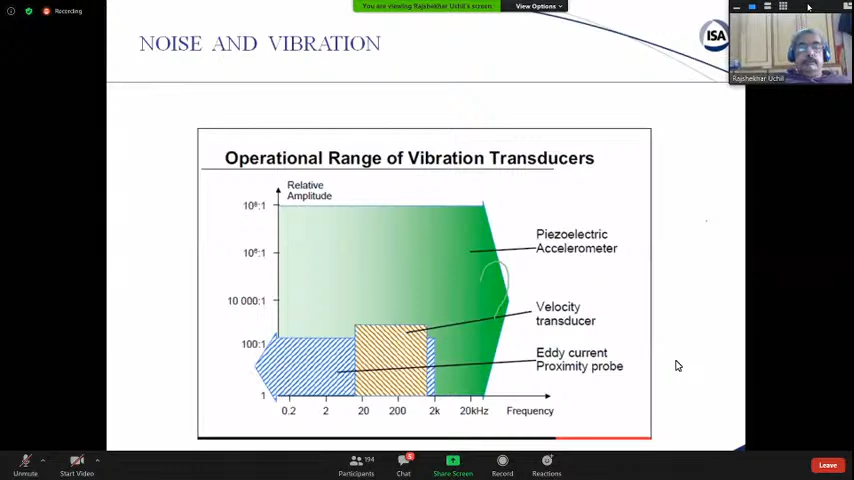 Recording
You are viewing Rajshekhar Uchil's screen
View Options
NOISE AND VIBRATION
ISA
Rajshekhar Uchil
Operational Range of Vibration Transducers
Relative
Amplitude
10⁸:1
10⁶:1
10 000:1
100:1
1
0.2 2 20 200 2k 20kHz Frequency
Piezoelectric
Accelerometer
Velocity
transducer
Eddy current
Proximity probe
Unmute
Start Video
194
Participants
5
Chat
Share Screen
Record
Reactions
Leave